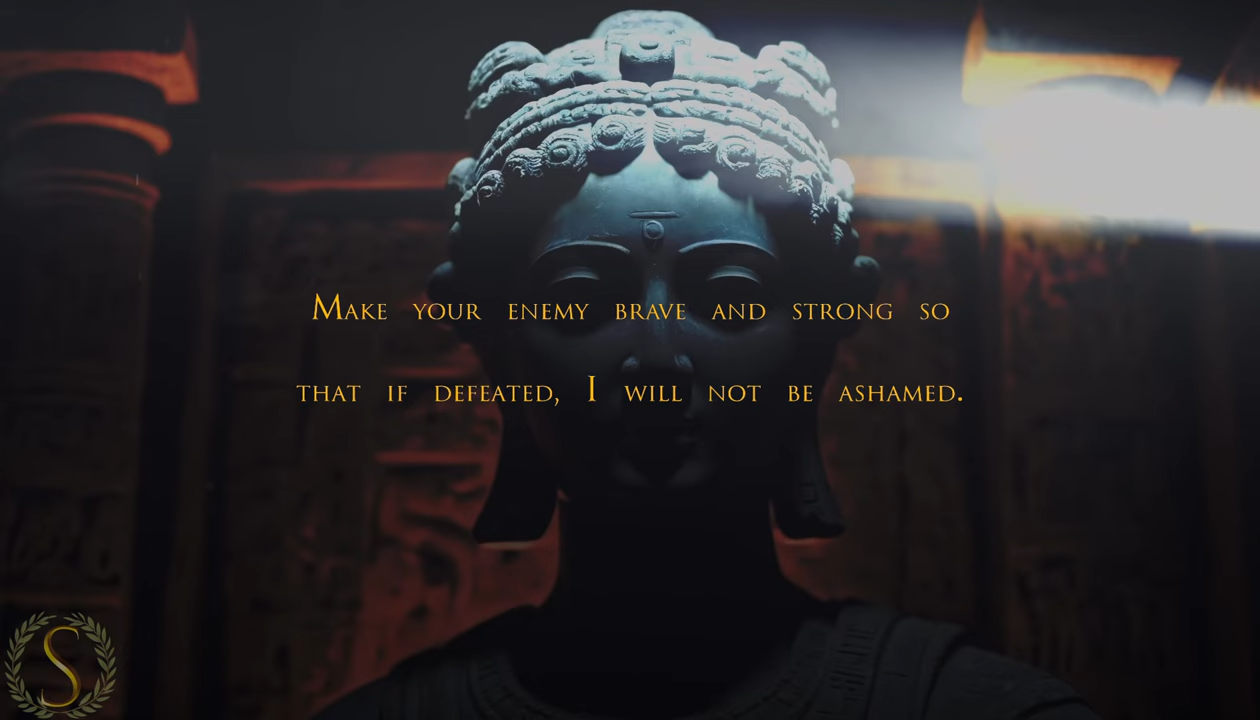 Make your enemy brave and strong so
that if defeated, I will not be ashamed.
S